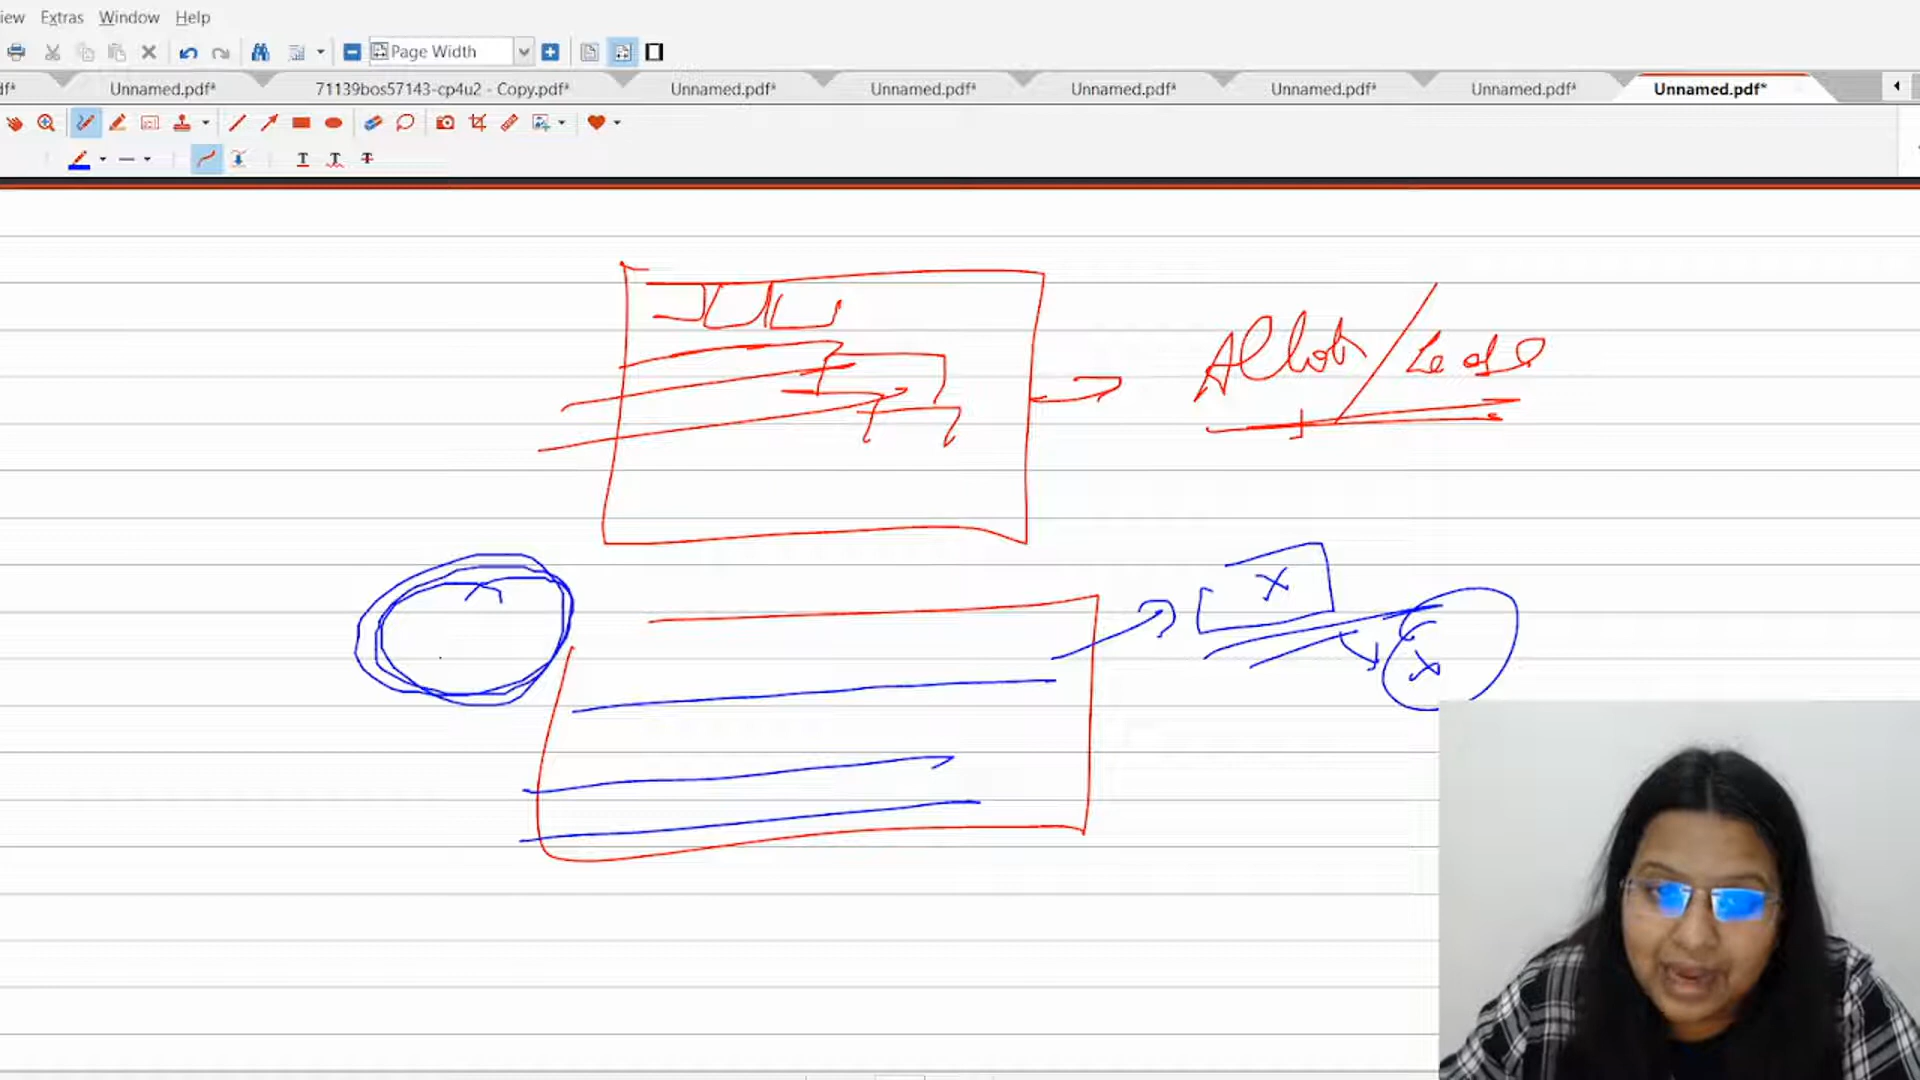 iew Extras Window Help
Page Width
df* Unnamed.pdf* 71139bos57143-cp4u2 - Copy.pdf* Unnamed.pdf* Unnamed.pdf* Unnamed.pdf* Unnamed.pdf* Unnamed.pdf* Unnamed.pdf*
T T T
x
x